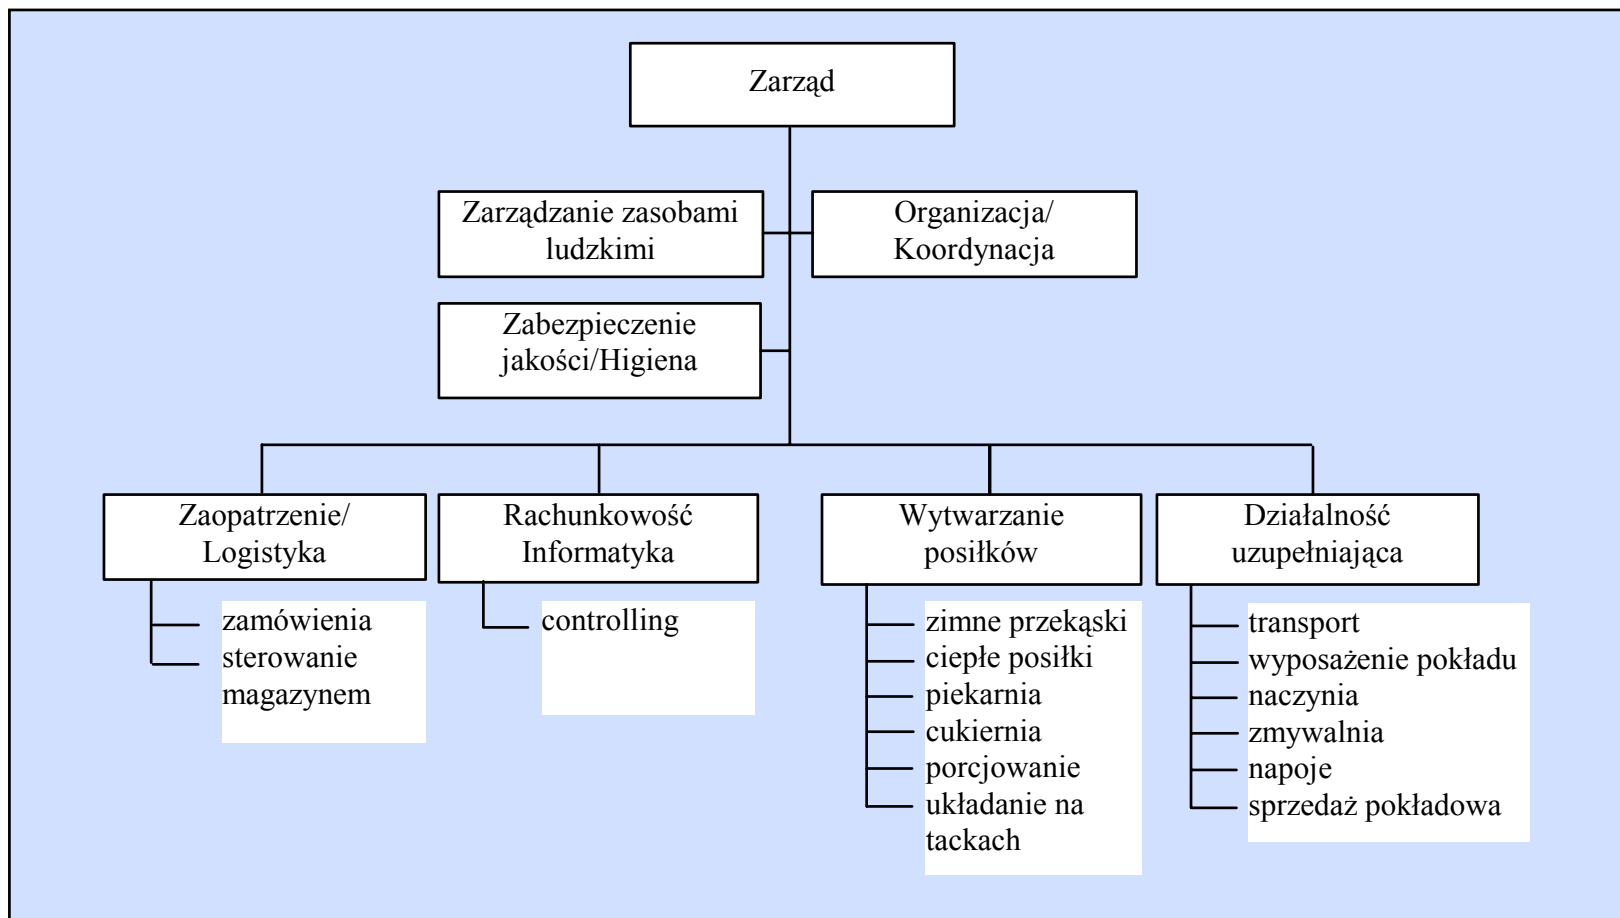 Zarząd
Zarządzanie zasobami
ludzkimi
Organizacja/
Koordynacja
Zabezpieczenie
jakości/Higiena
Zaopatrzenie/
Logistyka
zamówienia
sterowanie
magazynem
Rachunkowość
Informatyka
controlling
Wytwarzanie
posiłków
zimne przekąski
ciepłe posiłki
piekarnia
cukiernia
porcjowanie
układanie na
tackach
Działalność
uzupełniająca
transport
wyposażenie pokładu
naczynia
zmywalnia
napoje
sprzedaż pokładowa